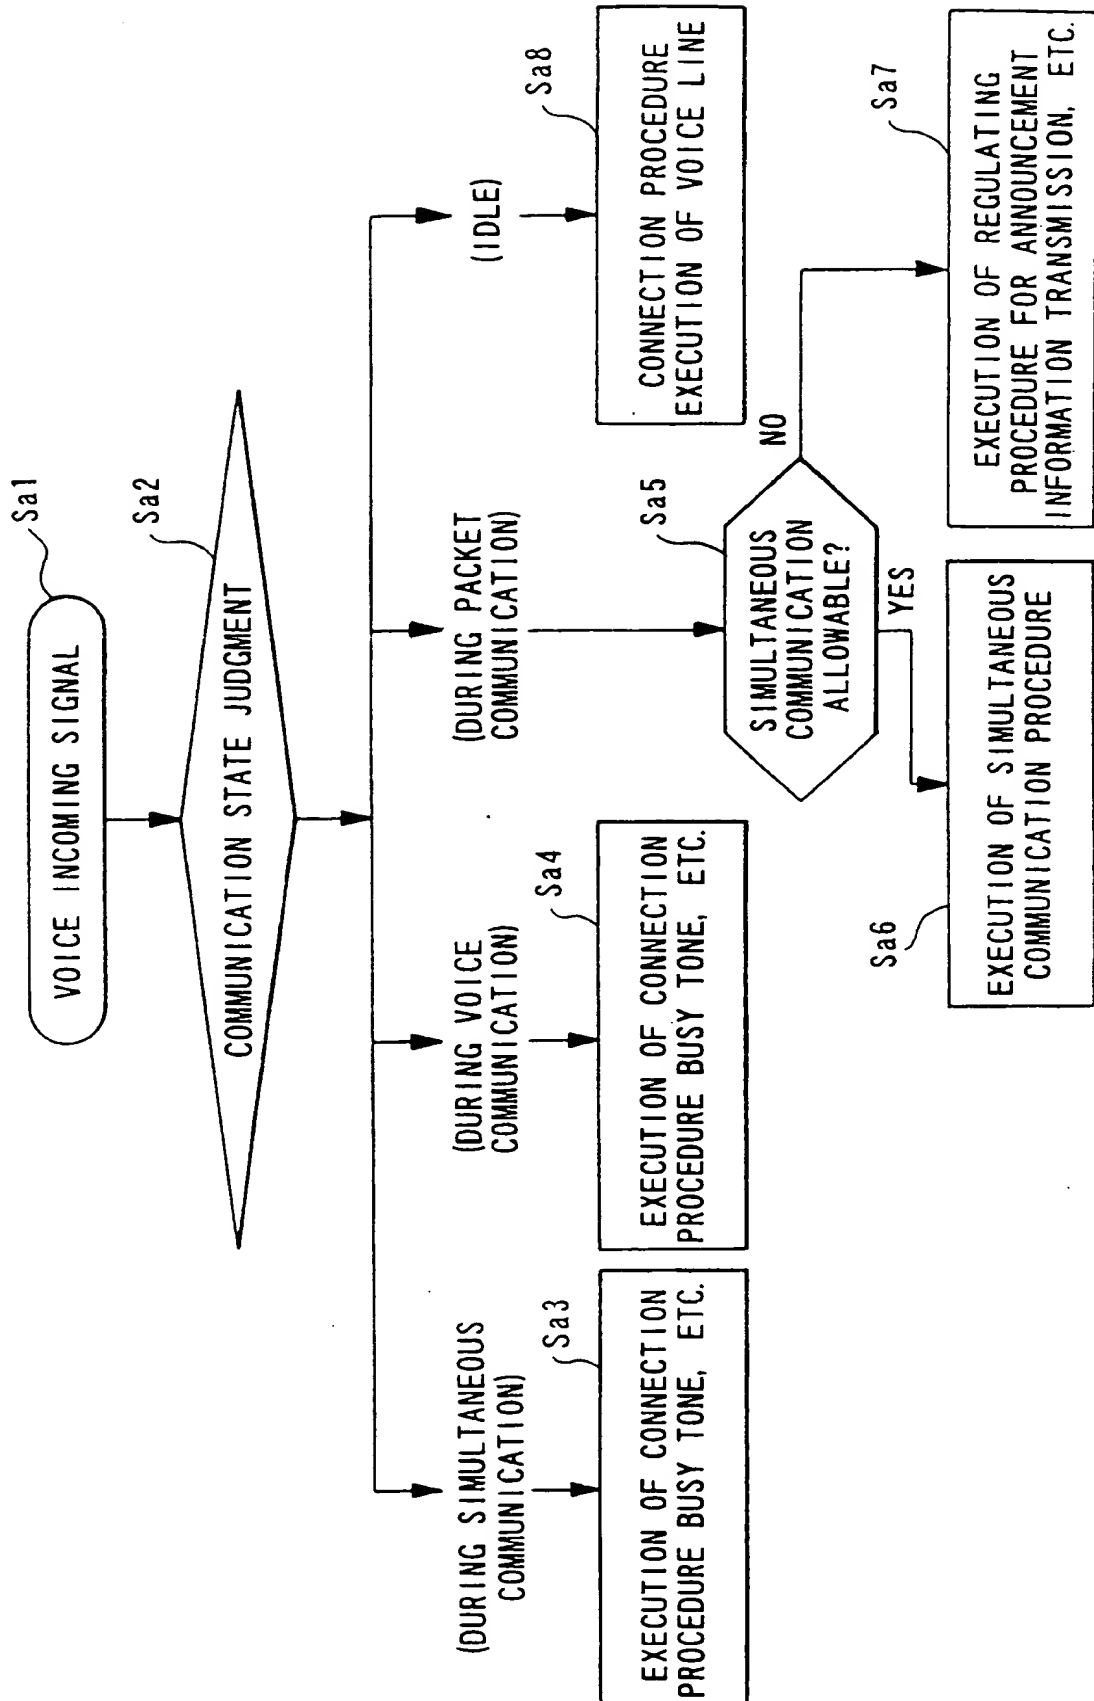 Sa1
VOICE INCOMING SIGNAL
Sa2
COMMUNICATION STATE JUDGMENT
(DURING SIMULTANEOUS
COMMUNICATION)
(DURING VOICE
COMMUNICATION)
(DURING PACKET
COMMUNICATION)
(IDLE)
Sa3
EXECUTION OF CONNECTION
PROCEDURE BUSY TONE, ETC.
Sa4
EXECUTION OF CONNECTION
PROCEDURE BUSY TONE, ETC.
Sa5
SIMULTANEOUS
COMMUNICATION
ALLOWABLE?
NO
YES
Sa8
CONNECTION PROCEDURE
EXECUTION OF VOICE LINE
Sa6
EXECUTION OF SIMULTANEOUS
COMMUNICATION PROCEDURE
Sa7
EXECUTION OF REGULATING
PROCEDURE FOR ANNOUNCEMENT
INFORMATION TRANSMISSION, ETC.